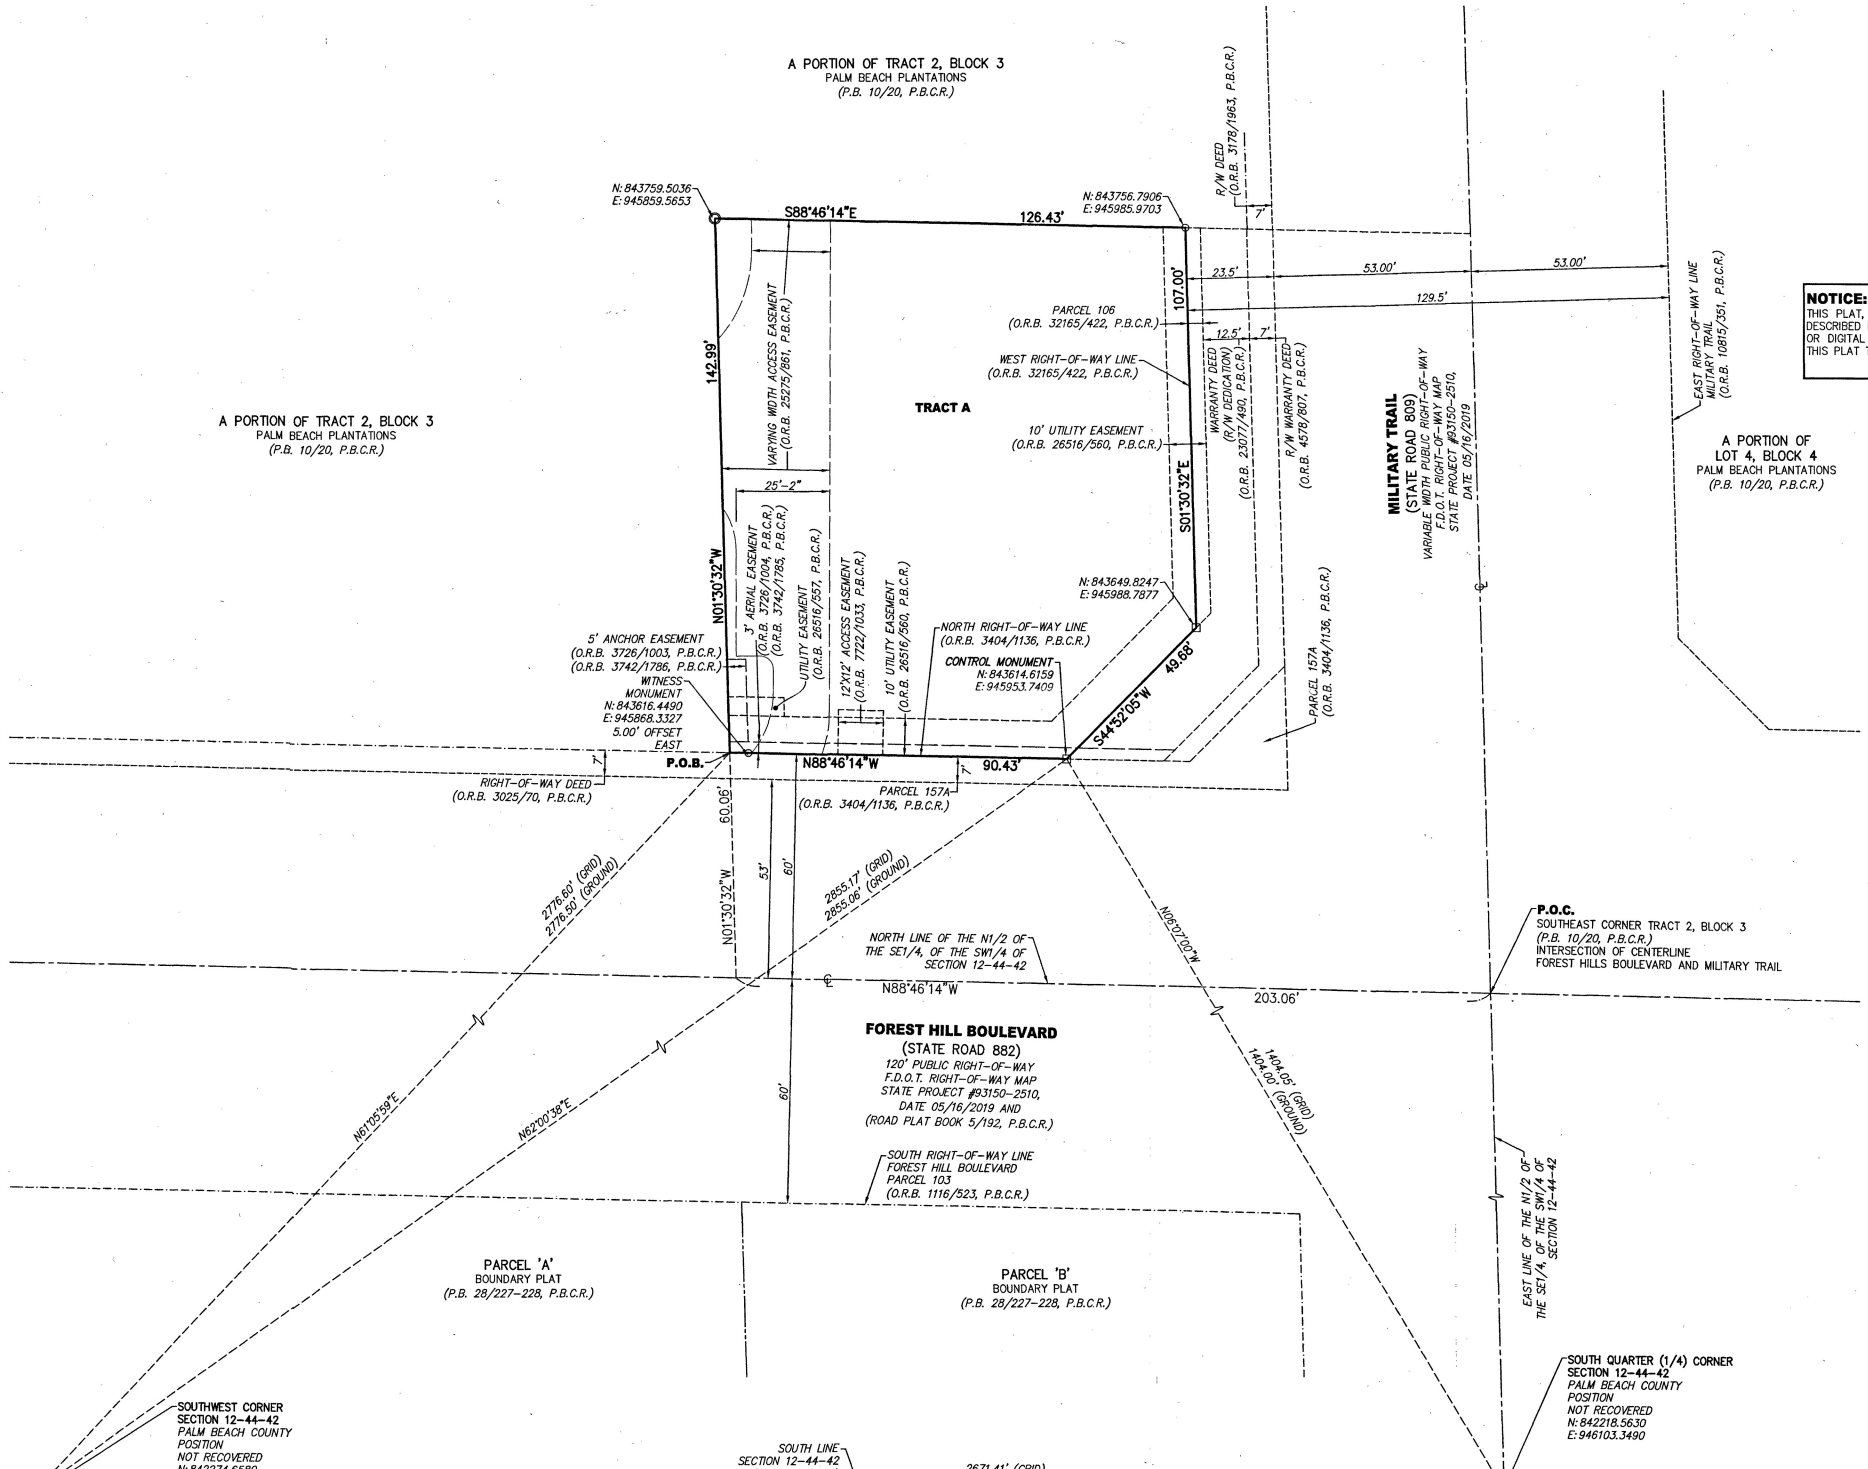 A PORTION OF TRACT 2, BLOCK 3
PALM BEACH PLANTATIONS
(P.B. 10/20, P.B.C.R.)
R/W DEED
(O.R.B. 3178/1963, P.B.C.R.)
7'
N: 843759.5036
E: 945859.5653
S88°46'14"E
126.43'
N: 843756.7906
E: 945985.9703
23.5'
53.00'
53.00'
129.5'
107.00'
PARCEL 106
(O.R.B. 32165/422, P.B.C.R.)
12.5'
7'
WEST RIGHT-OF-WAY LINE
(O.R.B. 32165/422, P.B.C.R.)
EAST RIGHT-OF-WAY LINE
MILITARY TRAIL
(O.R.B. 10815/351, P.B.C.R.)
NOTICE:
THIS PLAT,
DESCRIBED
OR DIGITAL
THIS PLAT
142.99'
VARYING WIDTH ACCESS EASEMENT
(O.R.B. 25275/861, P.B.C.R.)
TRACT A
WARRANTY DEED
(R/W DEDICATION)
(O.R.B. 23077/490, P.B.C.R.)
R/W WARRANTY DEED
(O.R.B. 4578/807, P.B.C.R.)
10' UTILITY EASEMENT
(O.R.B. 26516/560, P.B.C.R.)
A PORTION OF TRACT 2, BLOCK 3
PALM BEACH PLANTATIONS
(P.B. 10/20, P.B.C.R.)
MILITARY TRAIL
(STATE ROAD 809)
VARIABLE WIDTH PUBLIC RIGHT-OF-WAY
F.D.O.T. RIGHT-OF-WAY MAP
STATE PROJECT #93150-2510,
DATE 05/16/2019
A PORTION OF
LOT 4, BLOCK 4
PALM BEACH PLANTATIONS
(P.B. 10/20, P.B.C.R.)
25'-2"
S01°30'32"E
N01°30'32"W
3' AERIAL EASEMENT
(O.R.B. 3726/1004, P.B.C.R.)
(O.R.B. 3742/1785, P.B.C.R.)
UTILITY EASEMENT
(O.R.B. 26516/557, P.B.C.R.)
12'X12' ACCESS EASEMENT
(O.R.B. 7722/1033, P.B.C.R.)
10' UTILITY EASEMENT
(O.R.B. 26516/560, P.B.C.R.)
N: 843649.8247
E: 945988.7877
5' ANCHOR EASEMENT
(O.R.B. 3726/1003, P.B.C.R.)
(O.R.B. 3742/1786, P.B.C.R.)
WITNESS
MONUMENT
N: 843616.4490
E: 945868.3327
5.00' OFFSET
EAST
NORTH RIGHT-OF-WAY LINE
(O.R.B. 3404/1136, P.B.C.R.)
CONTROL MONUMENT
N: 843614.6159
E: 945953.7409
49.68'
S44°52'05"W
PARCEL 157A
(O.R.B. 3404/1136, P.B.C.R.)
P.O.B.
N88°46'14"W
90.43'
7'
7'
RIGHT-OF-WAY DEED
(O.R.B. 3025/70, P.B.C.R.)
PARCEL 157A
(O.R.B. 3404/1136, P.B.C.R.)
60.06'
N01°30'32"W
53'
60'
2776.60' (GRID)
2776.50' (GROUND)
2855.17' (GRID)
2855.06' (GROUND)
N06°07'00"W
NORTH LINE OF THE N1/2 OF
THE SE1/4, OF THE SW1/4 OF
SECTION 12-44-42
P.O.C.
SOUTHEAST CORNER TRACT 2, BLOCK 3
(P.B. 10/20, P.B.C.R.)
INTERSECTION OF CENTERLINE
FOREST HILLS BOULEVARD AND MILITARY TRAIL
N88°46'14"W
203.06'
FOREST HILL BOULEVARD
(STATE ROAD 882)
120' PUBLIC RIGHT-OF-WAY
F.D.O.T. RIGHT-OF-WAY MAP
STATE PROJECT #93150-2510,
DATE 05/16/2019 AND
(ROAD PLAT BOOK 5/192, P.B.C.R.)
60'
1404.05' (GRID)
1404.00' (GROUND)
N61°05'59"E
N62°00'38"E
SOUTH RIGHT-OF-WAY LINE
FOREST HILL BOULEVARD
PARCEL 103
(O.R.B. 1116/523, P.B.C.R.)
EAST LINE OF THE N1/2 OF
THE SE1/4, OF THE SW1/4 OF
SECTION 12-44-42
PARCEL 'A'
BOUNDARY PLAT
(P.B. 28/227-228, P.B.C.R.)
PARCEL 'B'
BOUNDARY PLAT
(P.B. 28/227-228, P.B.C.R.)
SOUTH QUARTER (1/4) CORNER
SECTION 12-44-42
PALM BEACH COUNTY
POSITION
NOT RECOVERED
N: 842218.5630
E: 946103.3490
SOUTHWEST CORNER
SECTION 12-44-42
PALM BEACH COUNTY
POSITION
NOT RECOVERED
SOUTH LINE
SECTION 12-44-42
2671.41' (GRID)